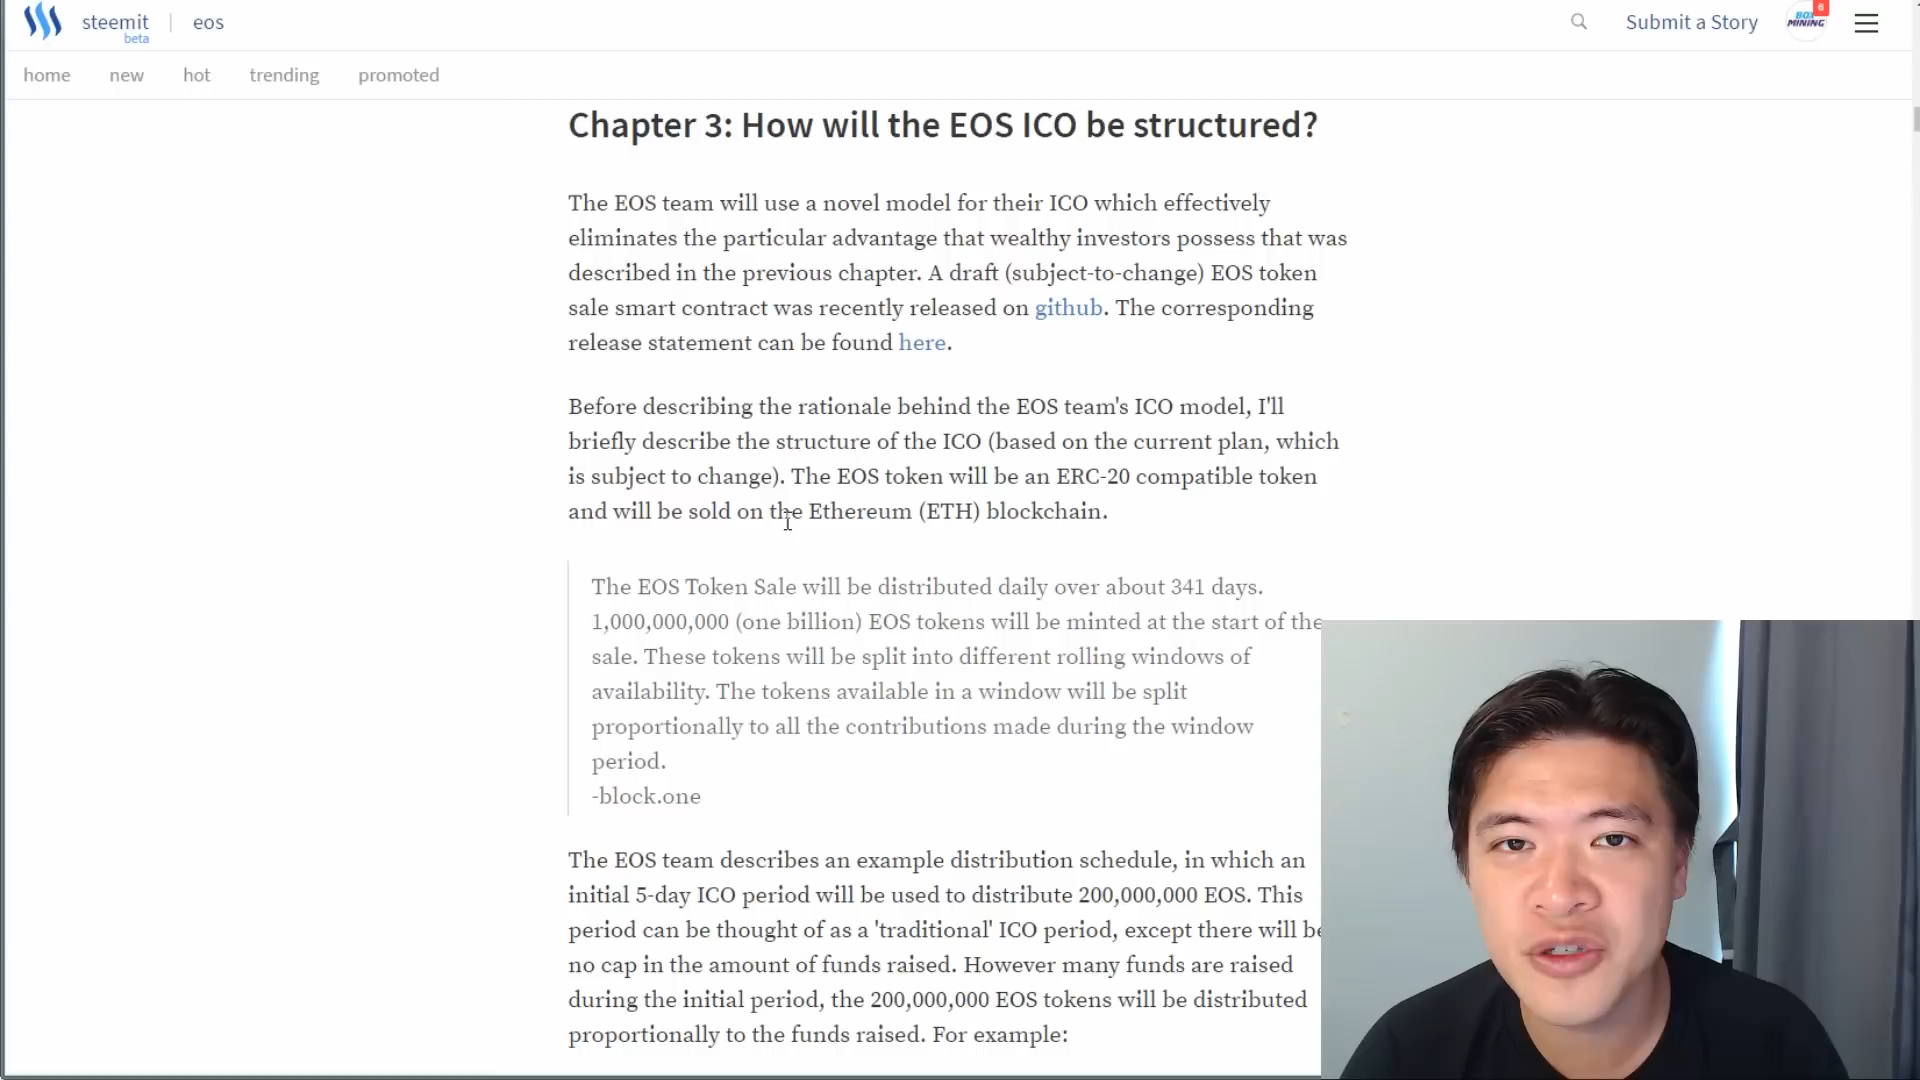 steemit
beta
eos
Submit a Story
BOX
MINING
6
home new hot trending promoted
Chapter 3: How will the EOS ICO be structured?
The EOS team will use a novel model for their ICO which effectively
eliminates the particular advantage that wealthy investors possess that was
described in the previous chapter. A draft (subject-to-change) EOS token
sale smart contract was recently released on github. The corresponding
release statement can be found here.
Before describing the rationale behind the EOS team's ICO model, I'll
briefly describe the structure of the ICO (based on the current plan, which
is subject to change). The EOS token will be an ERC-20 compatible token
and will be sold on the Ethereum (ETH) blockchain.
The EOS Token Sale will be distributed daily over about 341 days.
1,000,000,000 (one billion) EOS tokens will be minted at the start of the
sale. These tokens will be split into different rolling windows of
availability. The tokens available in a window will be split
proportionally to all the contributions made during the window
period.
-block.one
The EOS team describes an example distribution schedule, in which an
initial 5-day ICO period will be used to distribute 200,000,000 EOS. This
period can be thought of as a 'traditional' ICO period, except there will be
no cap in the amount of funds raised. However many funds are raised
during the initial period, the 200,000,000 EOS tokens will be distributed
proportionally to the funds raised. For example: